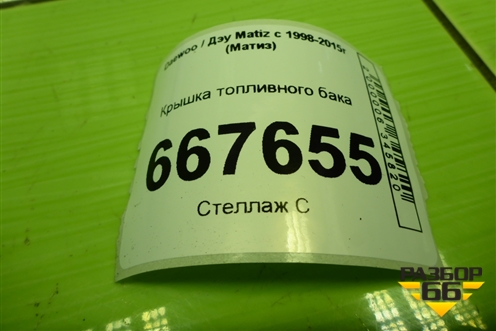 Daewoo / Дэу Matiz с 1998-2015г
(Матиз)
Крышка топливного бака
667655
Стеллаж С
РАЗБОР
66